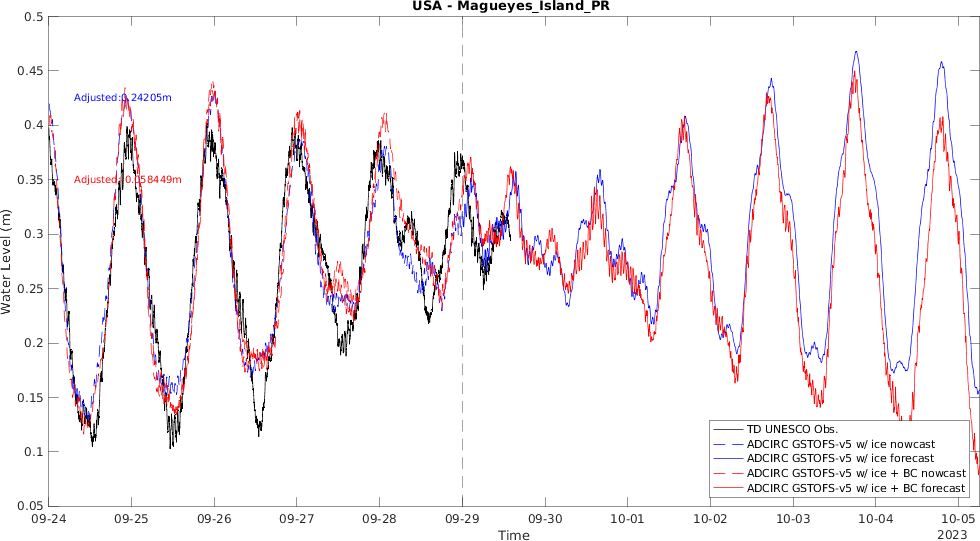 USA - Magueyes_Island_PR
0.5
0.45
0.4
0.35
0.3
0.25
0.2
0.15
0.1
0.05
Water Level (m)
Adjusted:0.24205m
Adjusted:0.058449m
TD UNESCO Obs.
ADCIRC GSTOFS-v5 w/ ice nowcast
ADCIRC GSTOFS-v5 w/ ice forecast
ADCIRC GSTOFS-v5 w/ ice + BC nowcast
ADCIRC GSTOFS-v5 w/ ice + BC forecast
09-24 09-25 09-26 09-27 09-28 09-29 09-30 10-01 10-02 10-03 10-04 10-05
Time
2023